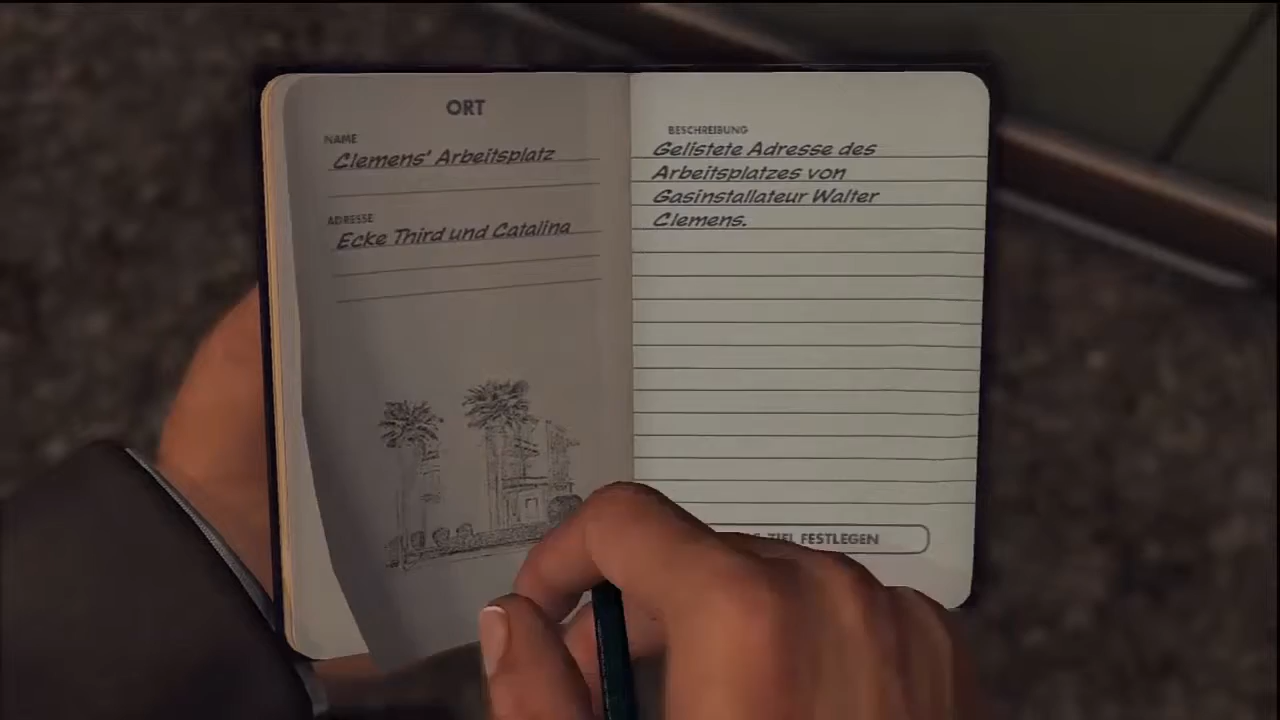 ORT
NAME
Clemens' Arbeitsplatz
ADRESSE
Ecke Third und Catalina
BESCHREIBUNG
Gelistete Adresse des
Arbeitsplatzes von
Gasinstallateur Walter
Clemens.
ZIEL FESTLEGEN